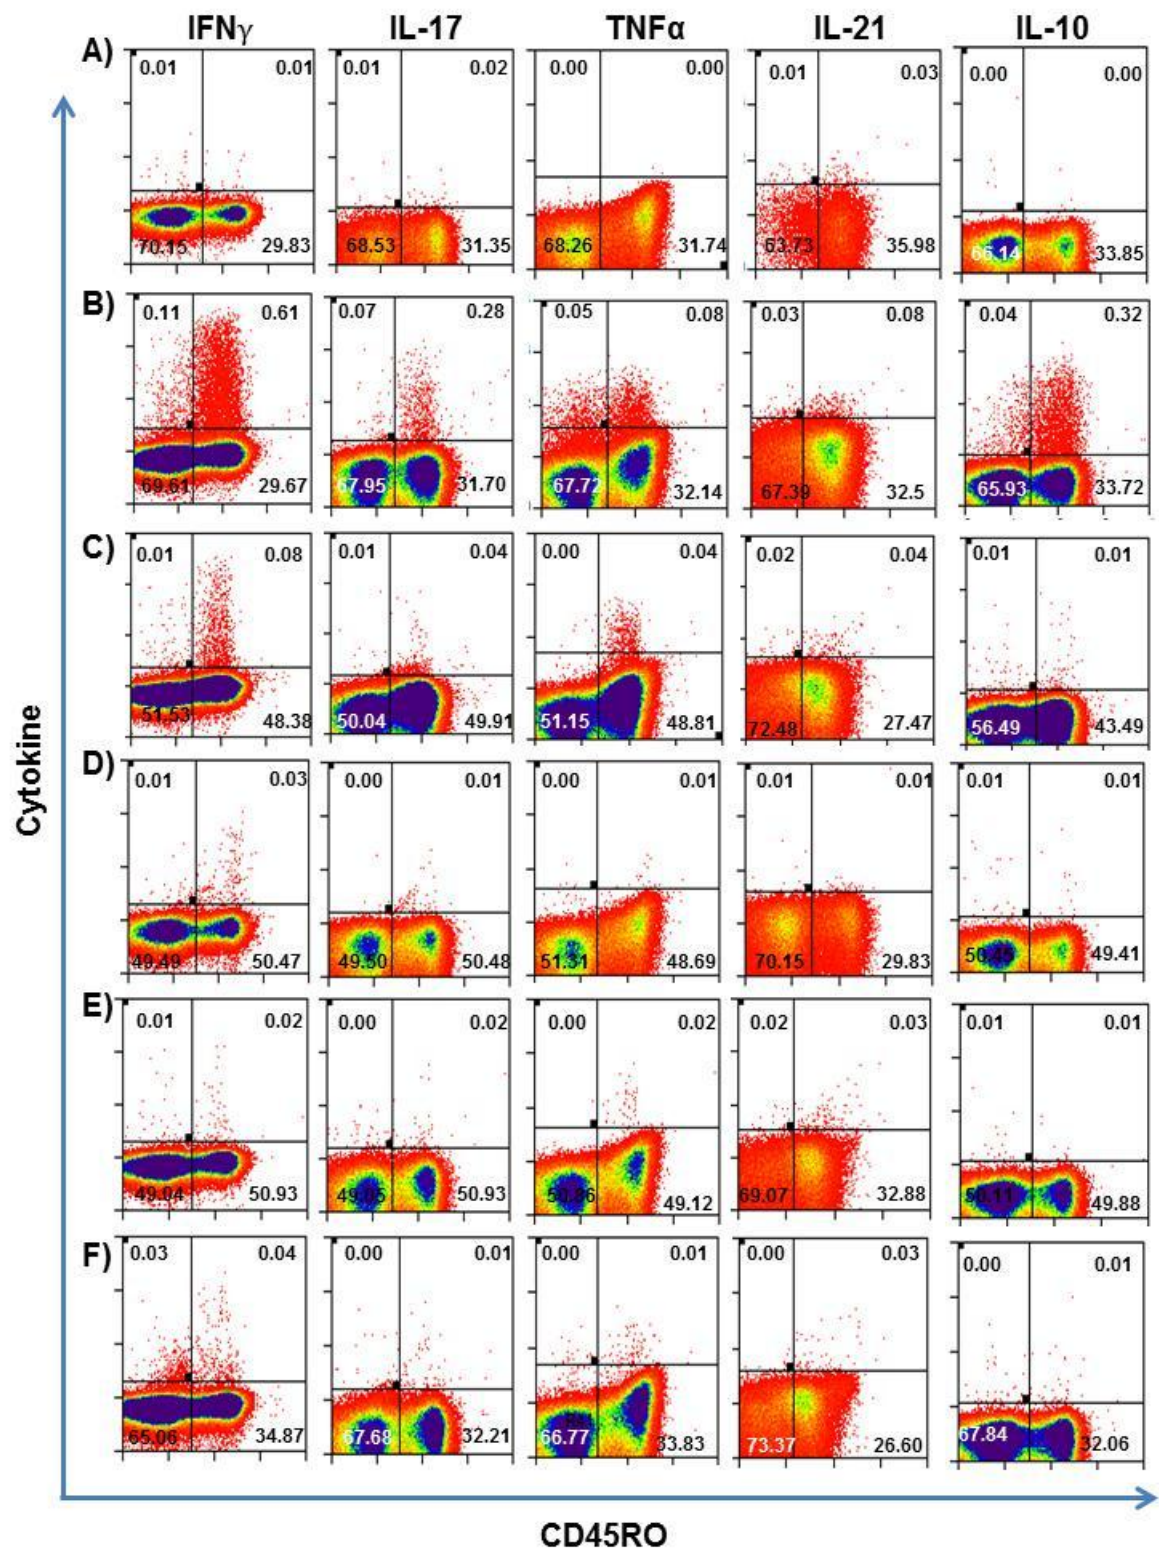 IFNγ IL-17 TNFα IL-21 IL-10
A)
0.01 0.01 0.01 0.02 0.00 0.00 0.01 0.03 0.00 0.00
70.15 29.83 68.53 31.35 68.26 31.74 63.73 35.98 66.14 33.85
B)
0.11 0.61 0.07 0.28 0.05 0.08 0.03 0.08 0.04 0.32
69.61 29.67 67.95 31.70 67.72 32.14 67.39 32.5 65.93 33.72
C)
0.01 0.08 0.01 0.04 0.00 0.04 0.02 0.04 0.01 0.01
51.53 48.38 50.04 49.91 51.15 48.81 72.48 27.47 56.49 43.49
D)
0.01 0.03 0.00 0.01 0.00 0.01 0.01 0.01 0.01 0.01
49.49 50.47 49.50 50.48 51.31 48.69 70.15 29.83 50.45 49.41
E)
0.01 0.02 0.00 0.02 0.00 0.02 0.02 0.03 0.01 0.01
49.04 50.93 49.05 50.93 50.86 49.12 69.07 32.88 50.11 49.88
F)
0.03 0.04 0.00 0.01 0.00 0.01 0.00 0.03 0.00 0.01
65.06 34.87 67.68 32.21 66.77 33.83 73.37 26.60 67.84 32.06
Cytokine
CD45RO